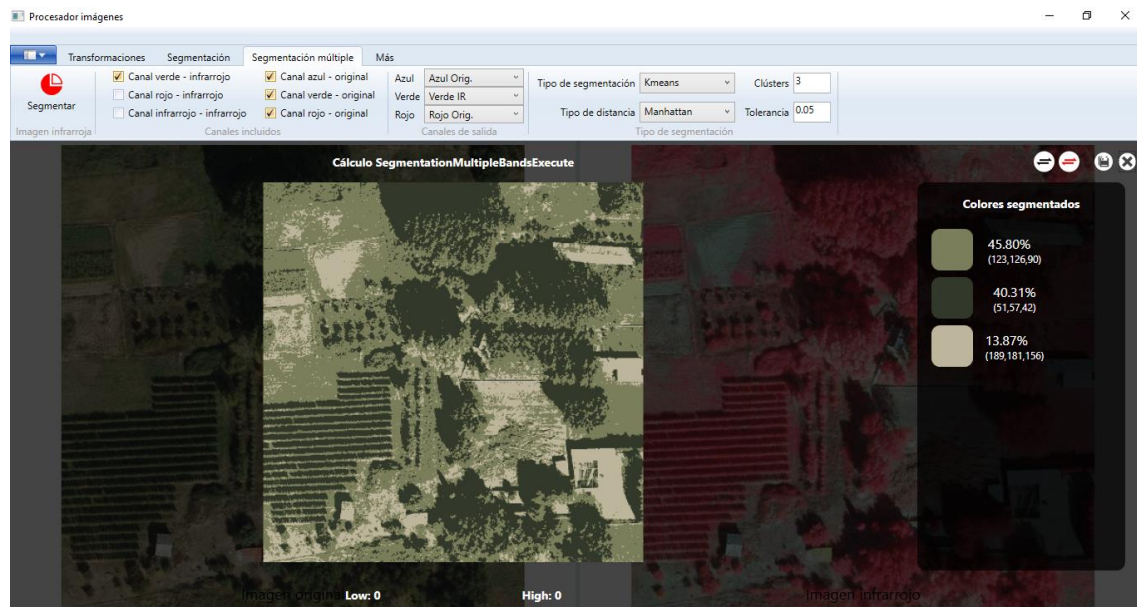 Procesador imágenes
Transformaciones Segmentación Segmentación múltiple Más
Segmentar
Imagen infrarroja
Canal verde - infrarrojo Canal azul - original
Canal rojo - infrarrojo Canal verde - original
Canal infrarrojo - infrarrojo Canal rojo - original
Canales incluidos
Azul Azul Orig.
Verde Verde IR
Rojo Rojo Orig.
Canales de salida
Tipo de segmentación Kmeans Clústers 3
Tipo de distancia Manhattan Tolerancia 0.05
Tipo de segmentación
Cálculo SegmentationMultipleBandsExecute
Colores segmentados
45.80%
(123,126,90)
40.31%
(51,57,42)
13.87%
(189,181,156)
Imagen original Low: 0 High: 0 Imagen infrarrojo